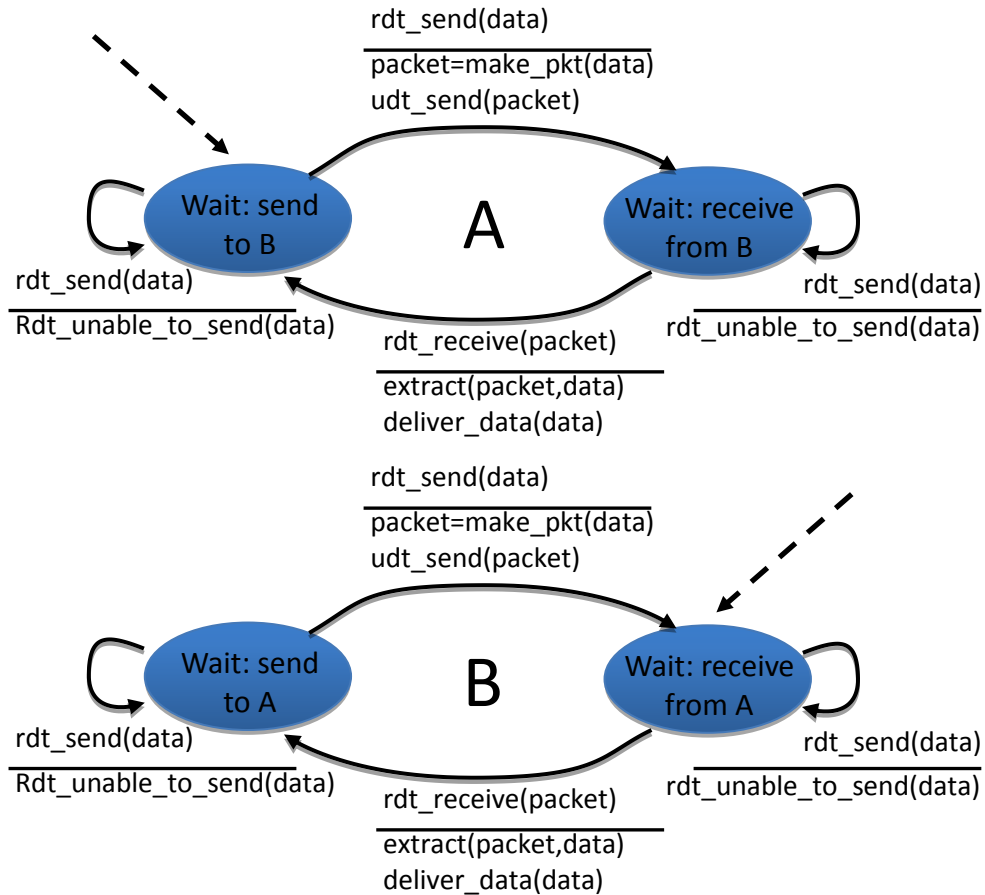 rdt_send(data)
packet=make_pkt(data)
udt_send(packet)
Wait: send
to B
A
Wait: receive
from B
rdt_send(data)
Rdt_unable_to_send(data)
rdt_send(data)
rdt_unable_to_send(data)
rdt_receive(packet)
extract(packet,data)
deliver_data(data)
rdt_send(data)
packet=make_pkt(data)
udt_send(packet)
Wait: send
to A
B
Wait: receive
from A
rdt_send(data)
Rdt_unable_to_send(data)
rdt_send(data)
rdt_unable_to_send(data)
rdt_receive(packet)
extract(packet,data)
deliver_data(data)